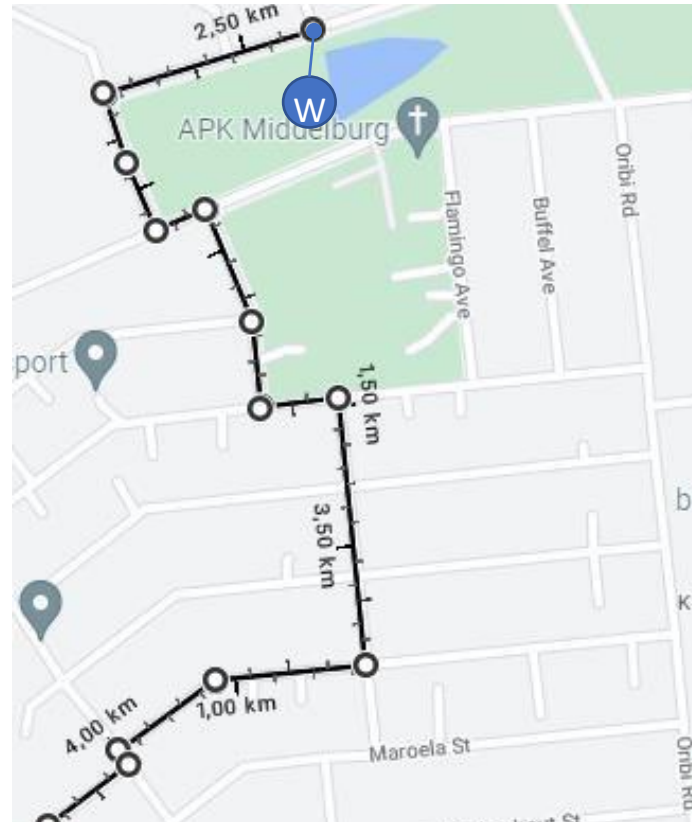 2,50 km
W
APK Middelburg
Oribi Rd
Flamingo Ave
Buffel Ave
port
1,50 km
b
3,50 km
K
1,00 km
4,00 km
Maroela St
Oribi Rd
St